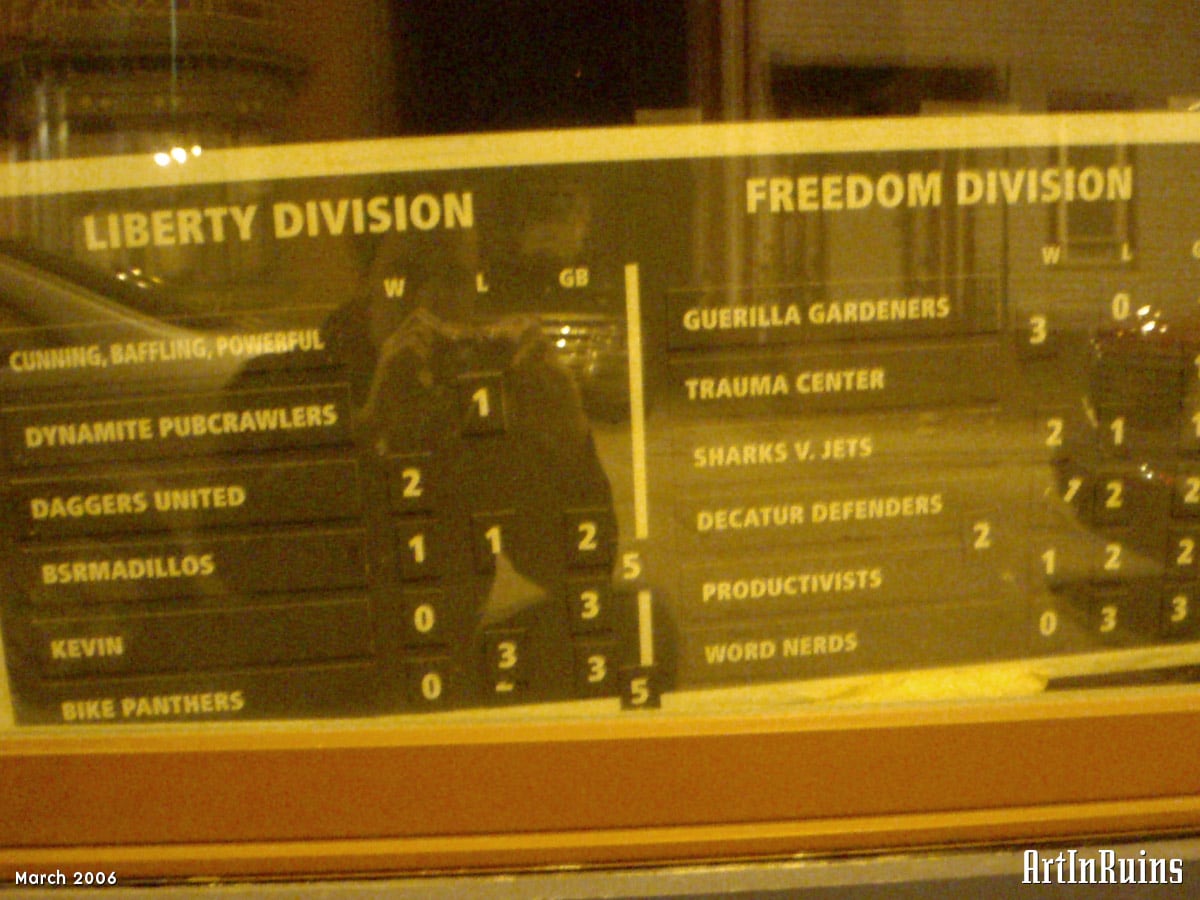 LIBERTY DIVISION
W L GB
CUNNING, BAFFLING, POWERFUL
DYNAMITE PUBCRAWLERS 1
DAGGERS UNITED 2
BSRMADILLOS 1 1 2
5
KEVIN 0 3
BIKE PANTHERS 0 3 3
5
FREEDOM DIVISION
W L
GUERILLA GARDENERS 3 0
TRAUMA CENTER
SHARKS V. JETS 2 1
DECATUR DEFENDERS 1 2 2
2
PRODUCTIVISTS 1 2 2
WORD NERDS 0 3 3
March 2006
ArtInRuins